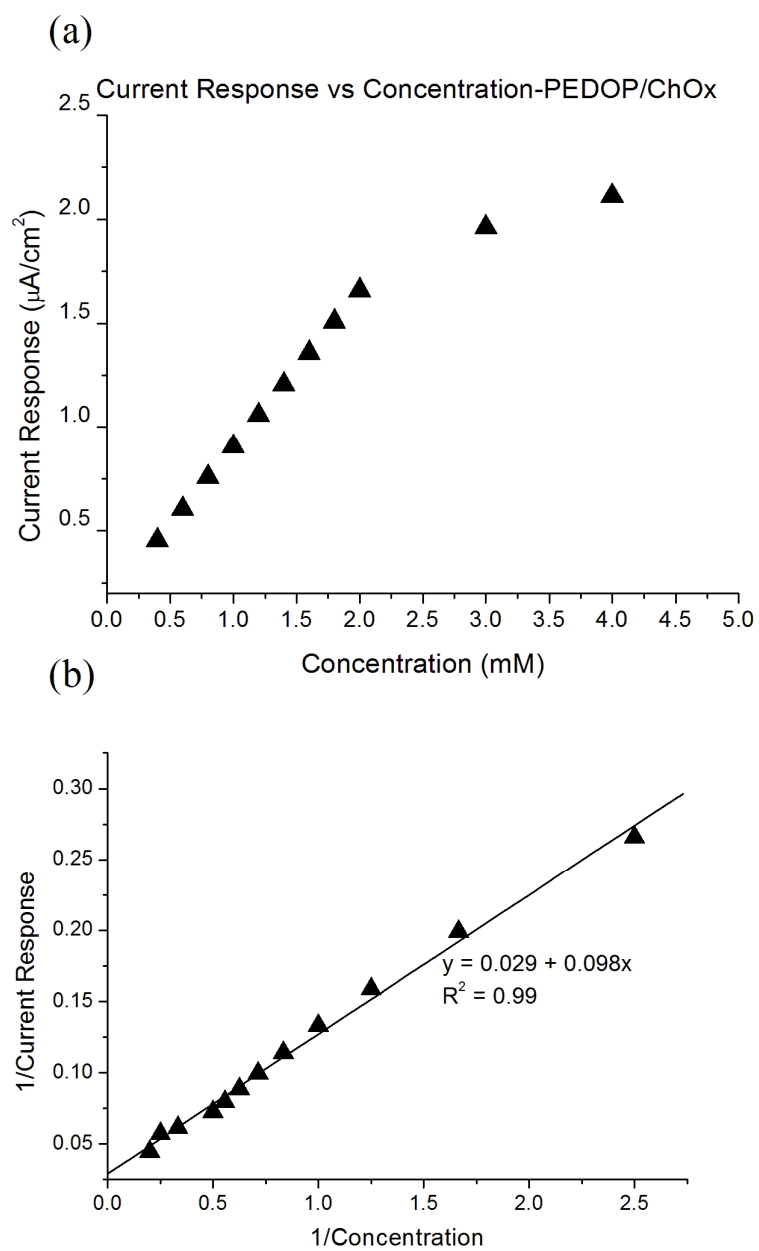 (a)
Current Response vs Concentration-PEDOP/ChOx
2.5
2.0
1.5
1.0
0.5
Current Response (μA/cm²)
0.0 0.5 1.0 1.5 2.0 2.5 3.0 3.5 4.0 4.5 5.0
Concentration (mM)
(b)
0.30
0.25
0.20
0.15
0.10
0.05
1/Current Response
y = 0.029 + 0.098x
R² = 0.99
0.0 0.5 1.0 1.5 2.0 2.5
1/Concentration